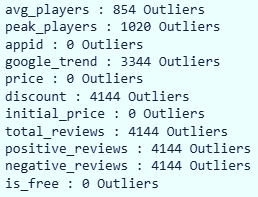 avg_players : 854 Outliers
peak_players : 1020 Outliers
appid : 0 Outliers
google_trend : 3344 Outliers
price : 0 Outliers
discount : 4144 Outliers
initial_price : 0 Outliers
total_reviews : 4144 Outliers
positive_reviews : 4144 Outliers
negative_reviews : 4144 Outliers
is_free : 0 Outliers